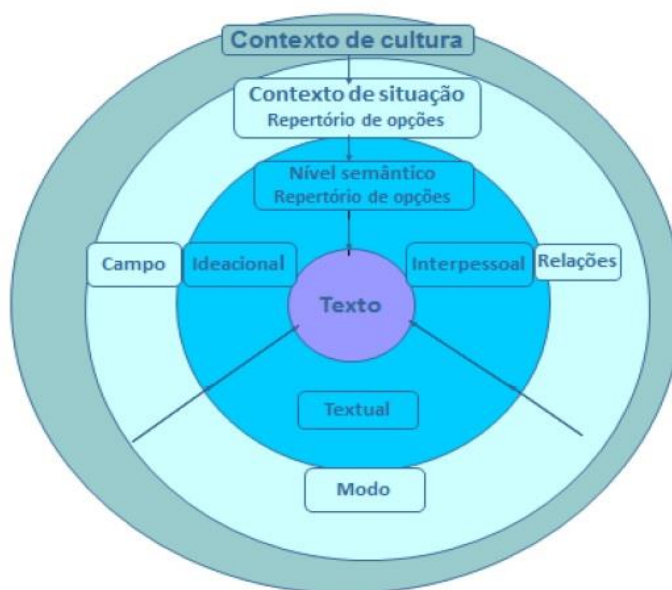 Contexto de cultura
Contexto de situação
Repertório de opções
Nível semântico
Repertório de opções
Campo
Ideacional
Interpessoal
Relações
Texto
Textual
Modo